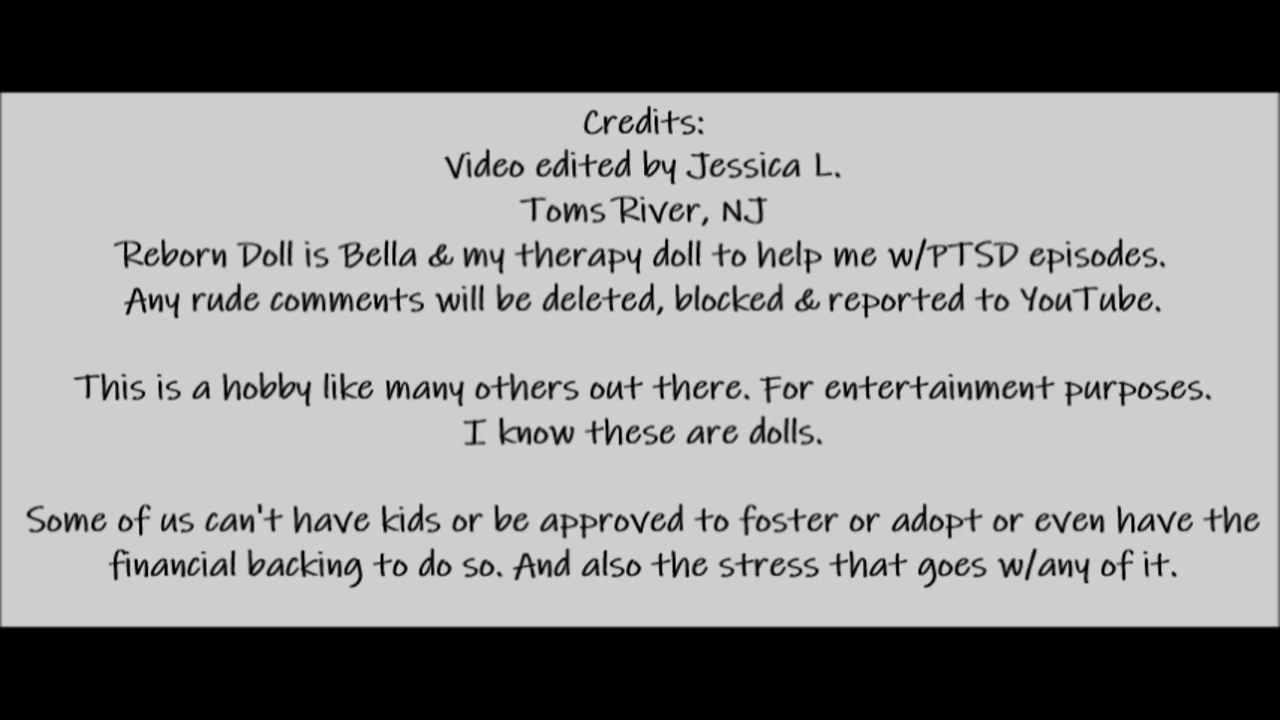 Credits:
Video edited by Jessica L.
Toms River, NJ
Reborn Doll is Bella & my therapy doll to help me w/PTSD episodes.
Any rude comments will be deleted, blocked & reported to YouTube.
This is a hobby like many others out there. For entertainment purposes.
I know these are dolls.
Some of us can't have kids or be approved to foster or adopt or even have the
financial backing to do so. And also the stress that goes w/any of it.